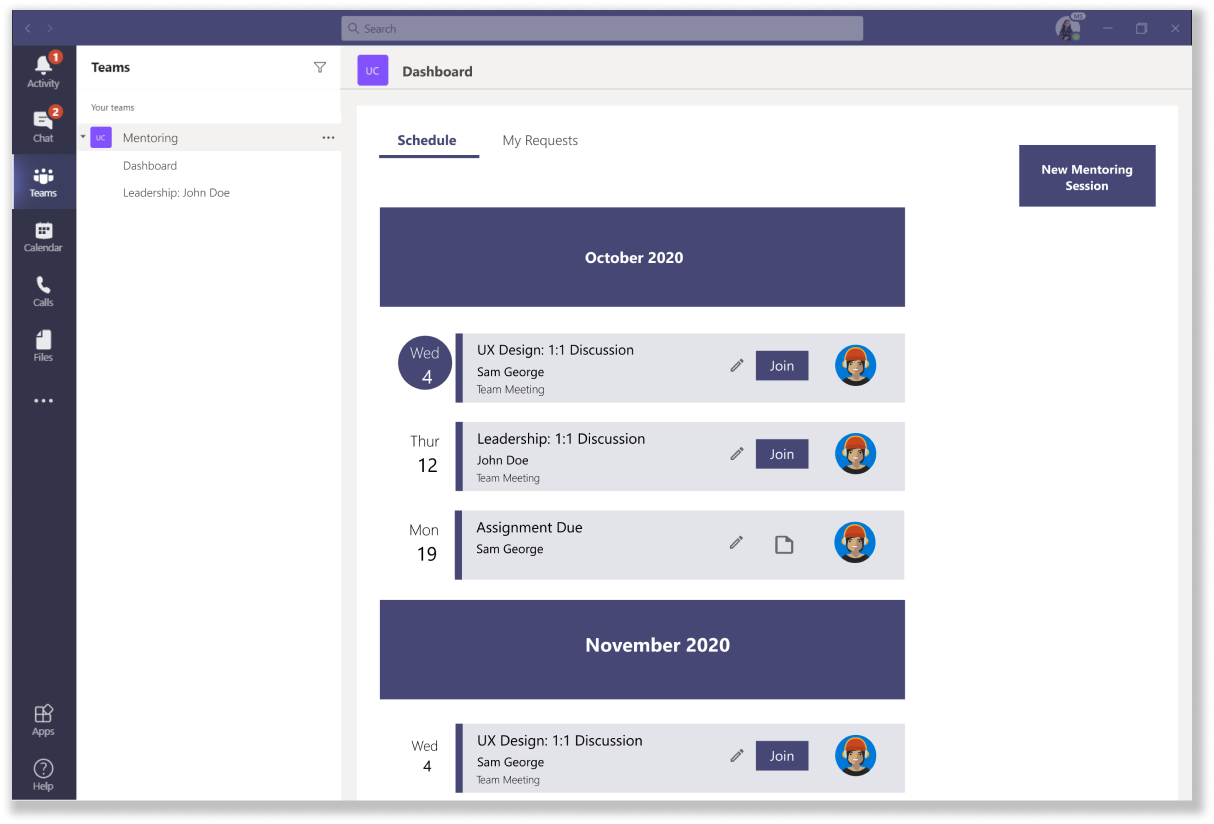 Search
MS
Activity
1
Chat
2
Teams
Calendar
Calls
Files
Apps
Help
Teams
Your teams
UC
Mentoring
Dashboard
Leadership: John Doe
UC
Dashboard
Schedule
My Requests
New Mentoring
Session
October 2020
Wed
4
UX Design: 1:1 Discussion
Sam George
Team Meeting
Join
Thur
12
Leadership: 1:1 Discussion
John Doe
Team Meeting
Join
Mon
19
Assignment Due
Sam George
November 2020
Wed
4
UX Design: 1:1 Discussion
Sam George
Team Meeting
Join